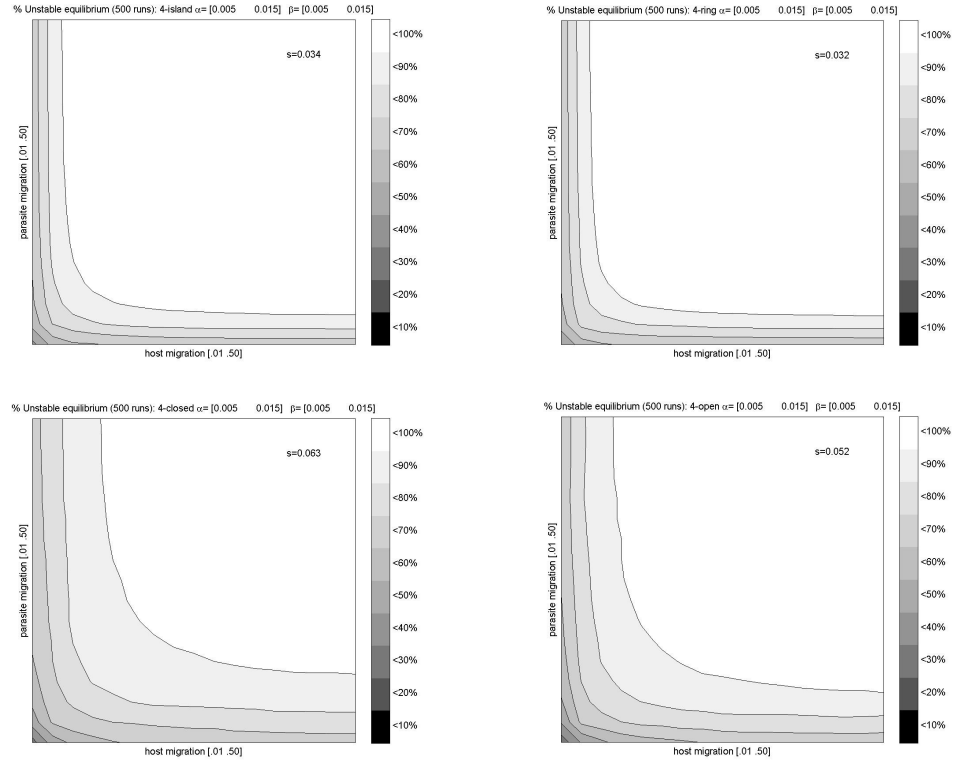 % Unstable equilibrium (500 runs): 4-island α= [0.005 0.015] β= [0.005 0.015]
s=0.034
parasite migration [.01 .50]
host migration [.01 .50]
<100%
<90%
<80%
<70%
<60%
<50%
<40%
<30%
<20%
<10%
% Unstable equilibrium (500 runs): 4-ring α= [0.005 0.015] β= [0.005 0.015]
s=0.032
parasite migration [.01 .50]
host migration [.01 .50]
<100%
<90%
<80%
<70%
<60%
<50%
<40%
<30%
<20%
<10%
% Unstable equilibrium (500 runs): 4-closed α= [0.005 0.015] β= [0.005 0.015]
s=0.063
parasite migration [.01 .50]
host migration [.01 .50]
<100%
<90%
<80%
<70%
<60%
<50%
<40%
<30%
<20%
<10%
% Unstable equilibrium (500 runs): 4-open α= [0.005 0.015] β= [0.005 0.015]
s=0.052
parasite migration [.01 .50]
host migration [.01 .50]
<100%
<90%
<80%
<70%
<60%
<50%
<40%
<30%
<20%
<10%